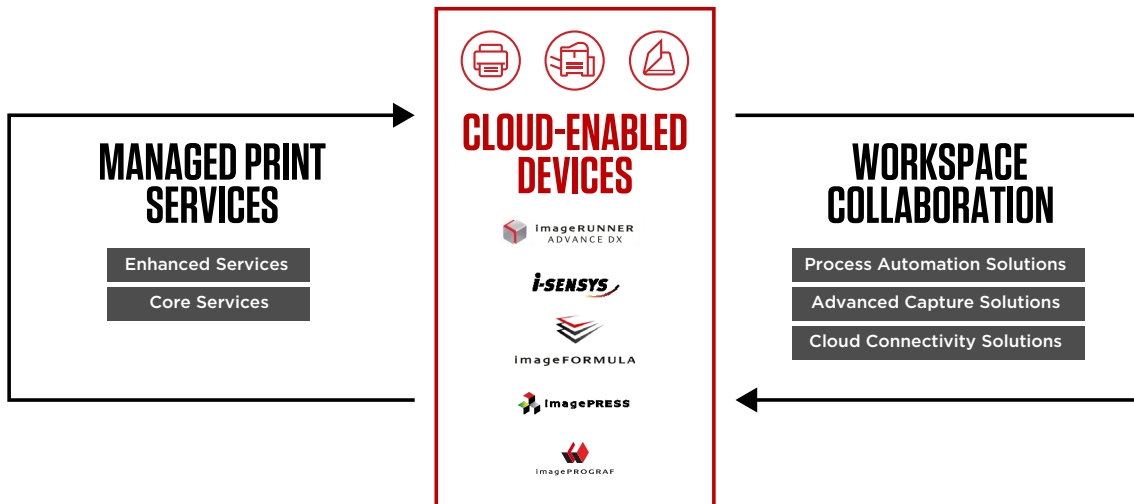 MANAGED PRINT
SERVICES
Enhanced Services
Core Services
CLOUD-ENABLED
DEVICES
imageRUNNER
ADVANCE DX
i-SENSYS
imageFORMULA
imagePRESS
imagePROGRAF
WORKSPACE
COLLABORATION
Process Automation Solutions
Advanced Capture Solutions
Cloud Connectivity Solutions